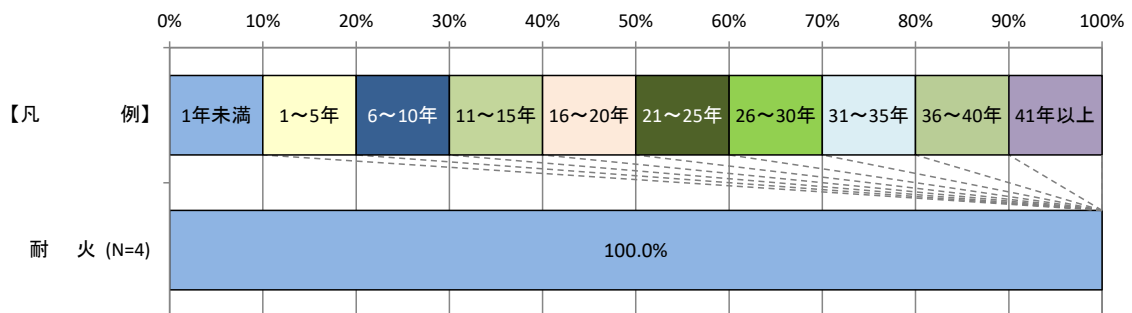 0% 10% 20% 30% 40% 50% 60% 70% 80% 90% 100%
【凡　　　例】 1年未満 1～5年 6～10年 11～15年 16～20年 21～25年 26～30年 31～35年 36～40年 41年以上
耐　火 (N=4) 100.0%